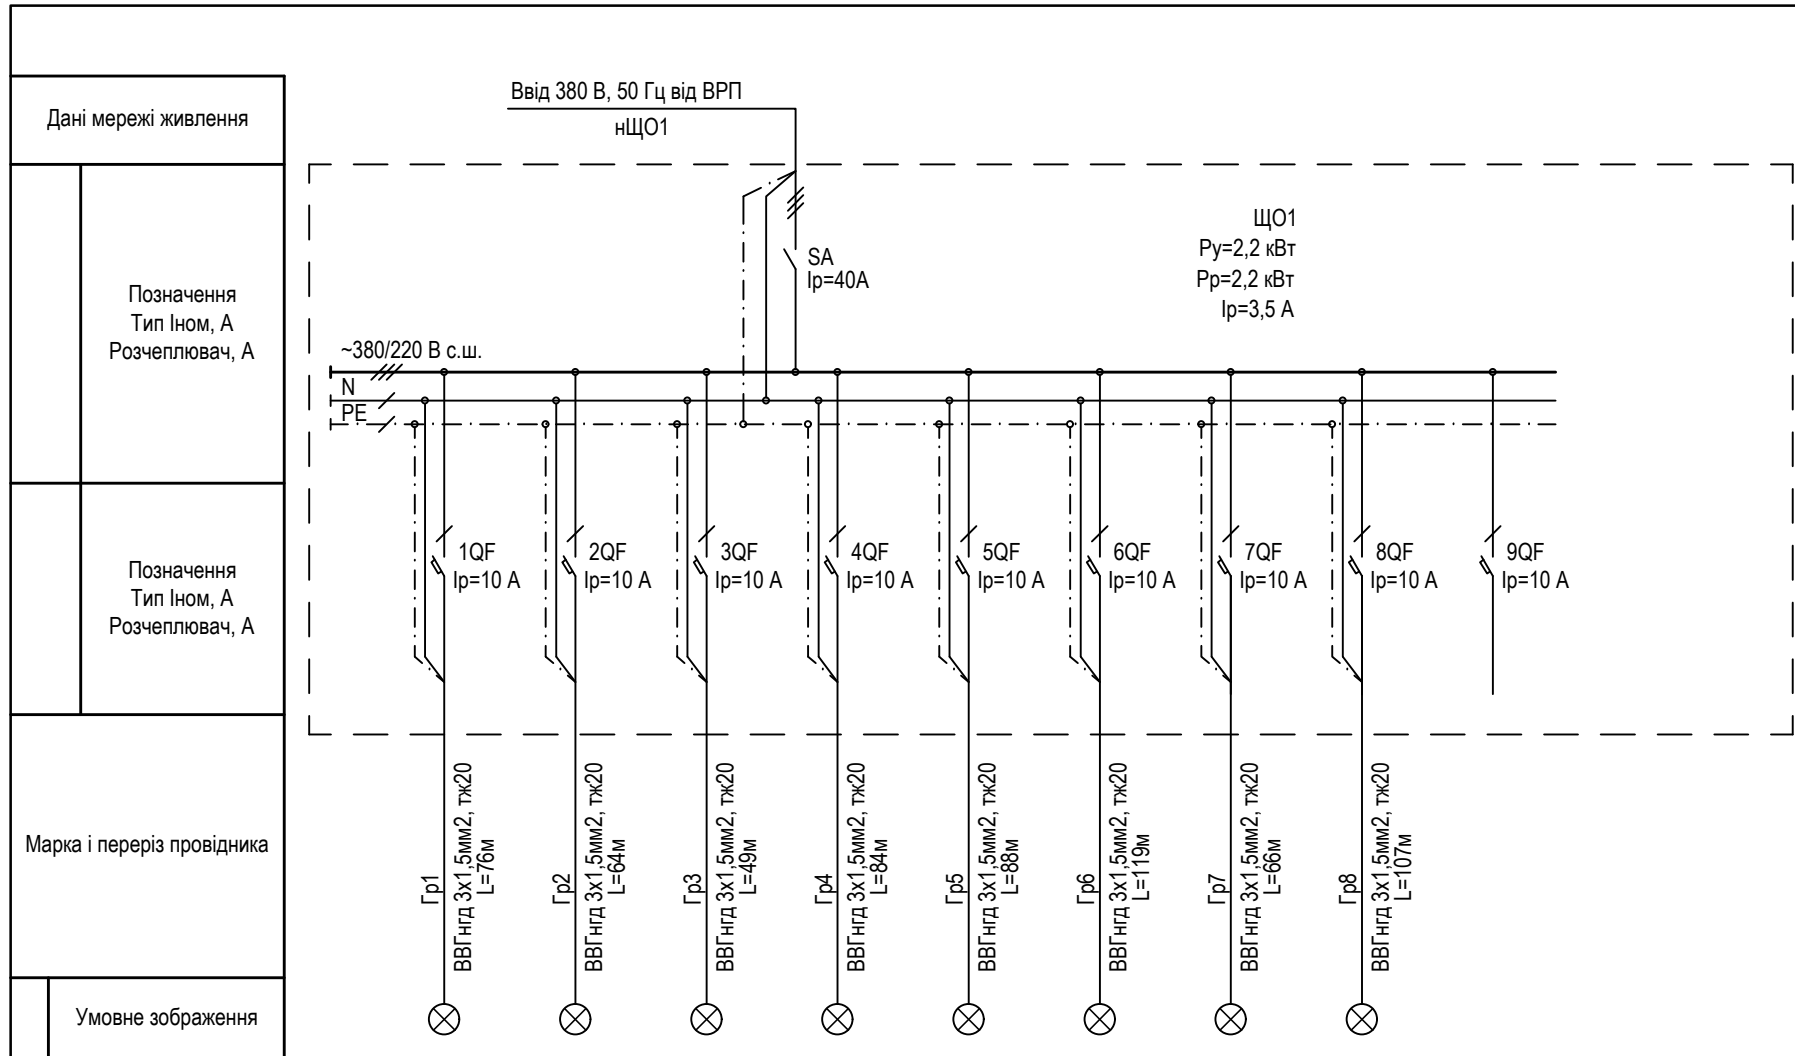 Дані мережі живлення
Ввід 380 В, 50 Гц від ВРП
нЩО1
Позначення
Тип Іном, А
Розчеплювач, А
SA
Ір=40А
ЩО1
Ру=2,2 кВт
Рр=2,2 кВт
Ір=3,5 А
~380/220 В с.ш.
N
PE
Позначення
Тип Іном, А
Розчеплювач, А
1QF
Ір=10 А
2QF
Ір=10 А
3QF
Ір=10 А
4QF
Ір=10 А
5QF
Ір=10 А
6QF
Ір=10 А
7QF
Ір=10 А
8QF
Ір=10 А
9QF
Ір=10 А
Марка і переріз провідника
Гр1
ВВГнгд 3х1,5мм2, тж20
L=76м
Гр2
ВВГнгд 3х1,5мм2, тж20
L=64м
Гр3
ВВГнгд 3х1,5мм2, тж20
L=49м
Гр4
ВВГнгд 3х1,5мм2, тж20
L=84м
Гр5
ВВГнгд 3х1,5мм2, тж20
L=88м
Гр6
ВВГнгд 3х1,5мм2, тж20
L=119м
Гр7
ВВГнгд 3х1,5мм2, тж20
L=66м
Гр8
ВВГнгд 3х1,5мм2, тж20
L=107м
Умовне зображення